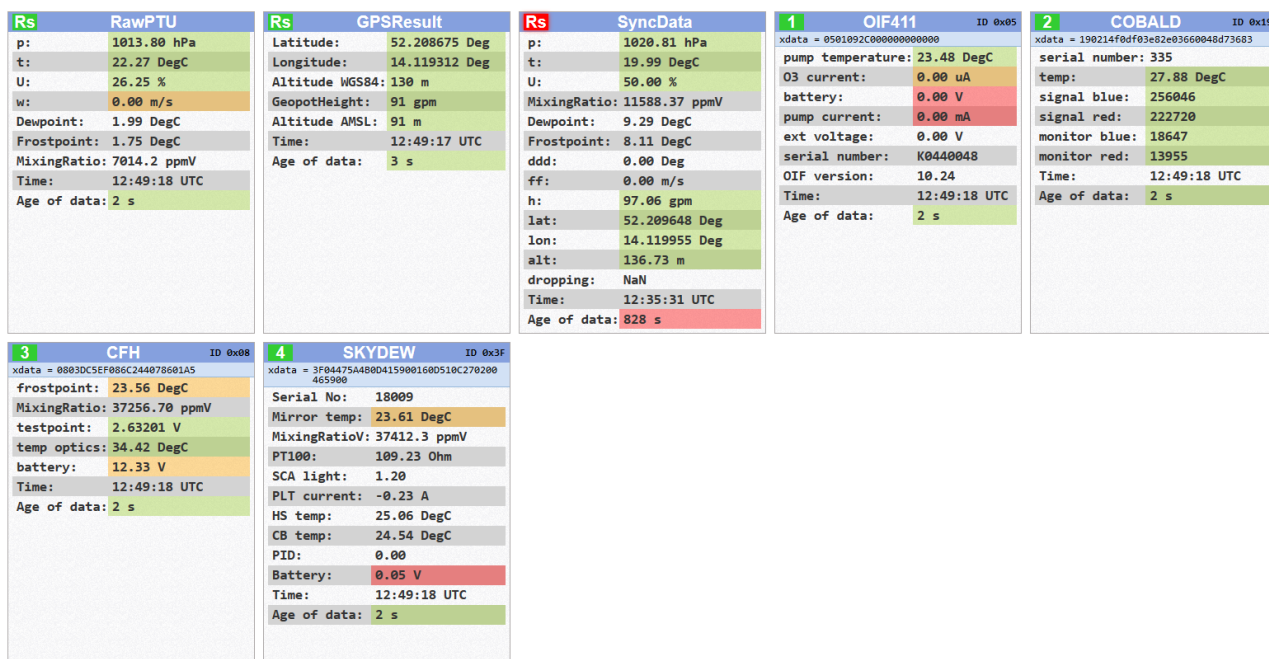 Rs RawPTU
p: 1013.80 hPa
t: 22.27 DegC
U: 26.25 %
w: 0.00 m/s
Dewpoint: 1.99 DegC
Frostpoint: 1.75 DegC
MixingRatio: 7014.2 ppmV
Time: 12:49:18 UTC
Age of data: 2 s
Rs GPSResult
Latitude: 52.208675 Deg
Longitude: 14.119312 Deg
Altitude WGS84: 130 m
GeopotHeight: 91 gpm
Altitude AMSL: 91 m
Time: 12:49:17 UTC
Age of data: 3 s
Rs SyncData
p: 1020.81 hPa
t: 19.99 DegC
U: 50.00 %
MixingRatio: 11588.37 ppmV
Dewpoint: 9.29 DegC
Frostpoint: 8.11 DegC
ddd: 0.00 Deg
ff: 0.00 m/s
h: 97.06 gpm
lat: 52.209648 Deg
lon: 14.119955 Deg
alt: 136.73 m
dropping: NaN
Time: 12:35:31 UTC
Age of data: 828 s
1 OIF411 ID 0x05
xdata = 0501092C000000000000
pump temperature: 23.48 DegC
O3 current: 0.00 uA
battery: 0.00 V
pump current: 0.00 mA
ext voltage: 0.00 V
serial number: K0440048
OIF version: 10.24
Time: 12:49:18 UTC
Age of data: 2 s
2 COBALD ID 0x19
xdata = 190214f0df03e82e03660048d73683
serial number: 335
temp: 27.88 DegC
signal blue: 256046
signal red: 222720
monitor blue: 18647
monitor red: 13955
Time: 12:49:18 UTC
Age of data: 2 s
3 CFH ID 0x08
xdata = 0803DC5EF086C244078601A5
frostpoint: 23.56 DegC
MixingRatio: 37256.70 ppmV
testpoint: 2.63201 V
temp optics: 34.42 DegC
battery: 12.33 V
Time: 12:49:18 UTC
Age of data: 2 s
4 SKYDEW ID 0x3F
xdata = 3F04475A4B0D415900160D510C270200
465900
Serial No: 18009
Mirror temp: 23.61 DegC
MixingRatioV: 37412.3 ppmV
PT100: 109.23 Ohm
SCA light: 1.20
PLT current: -0.23 A
HS temp: 25.06 DegC
CB temp: 24.54 DegC
PID: 0.00
Battery: 0.05 V
Time: 12:49:18 UTC
Age of data: 2 s